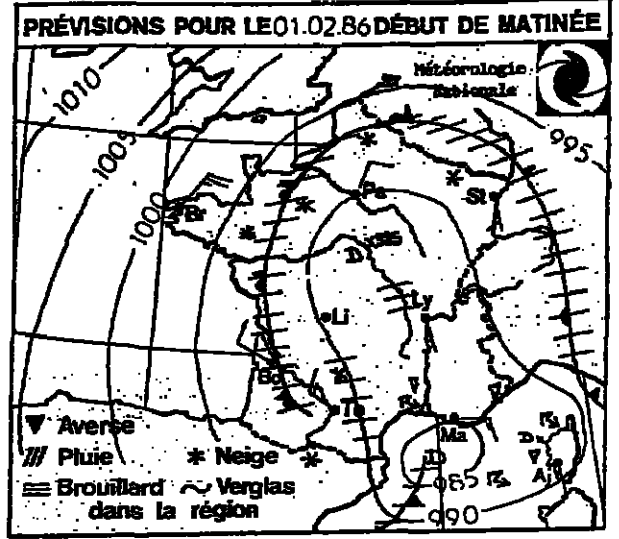 PRÉVISIONS POUR LE 01.02.86 DÉBUT DE MATINÉE
Météorologie
Nationale
1010
1005
1000
995
Br
Pa
St
D
Li
Ly
Bo
To
Ma
D
D
A
985
990
Averse
Pluie
Neige
Brouillard
Verglas
dans la région